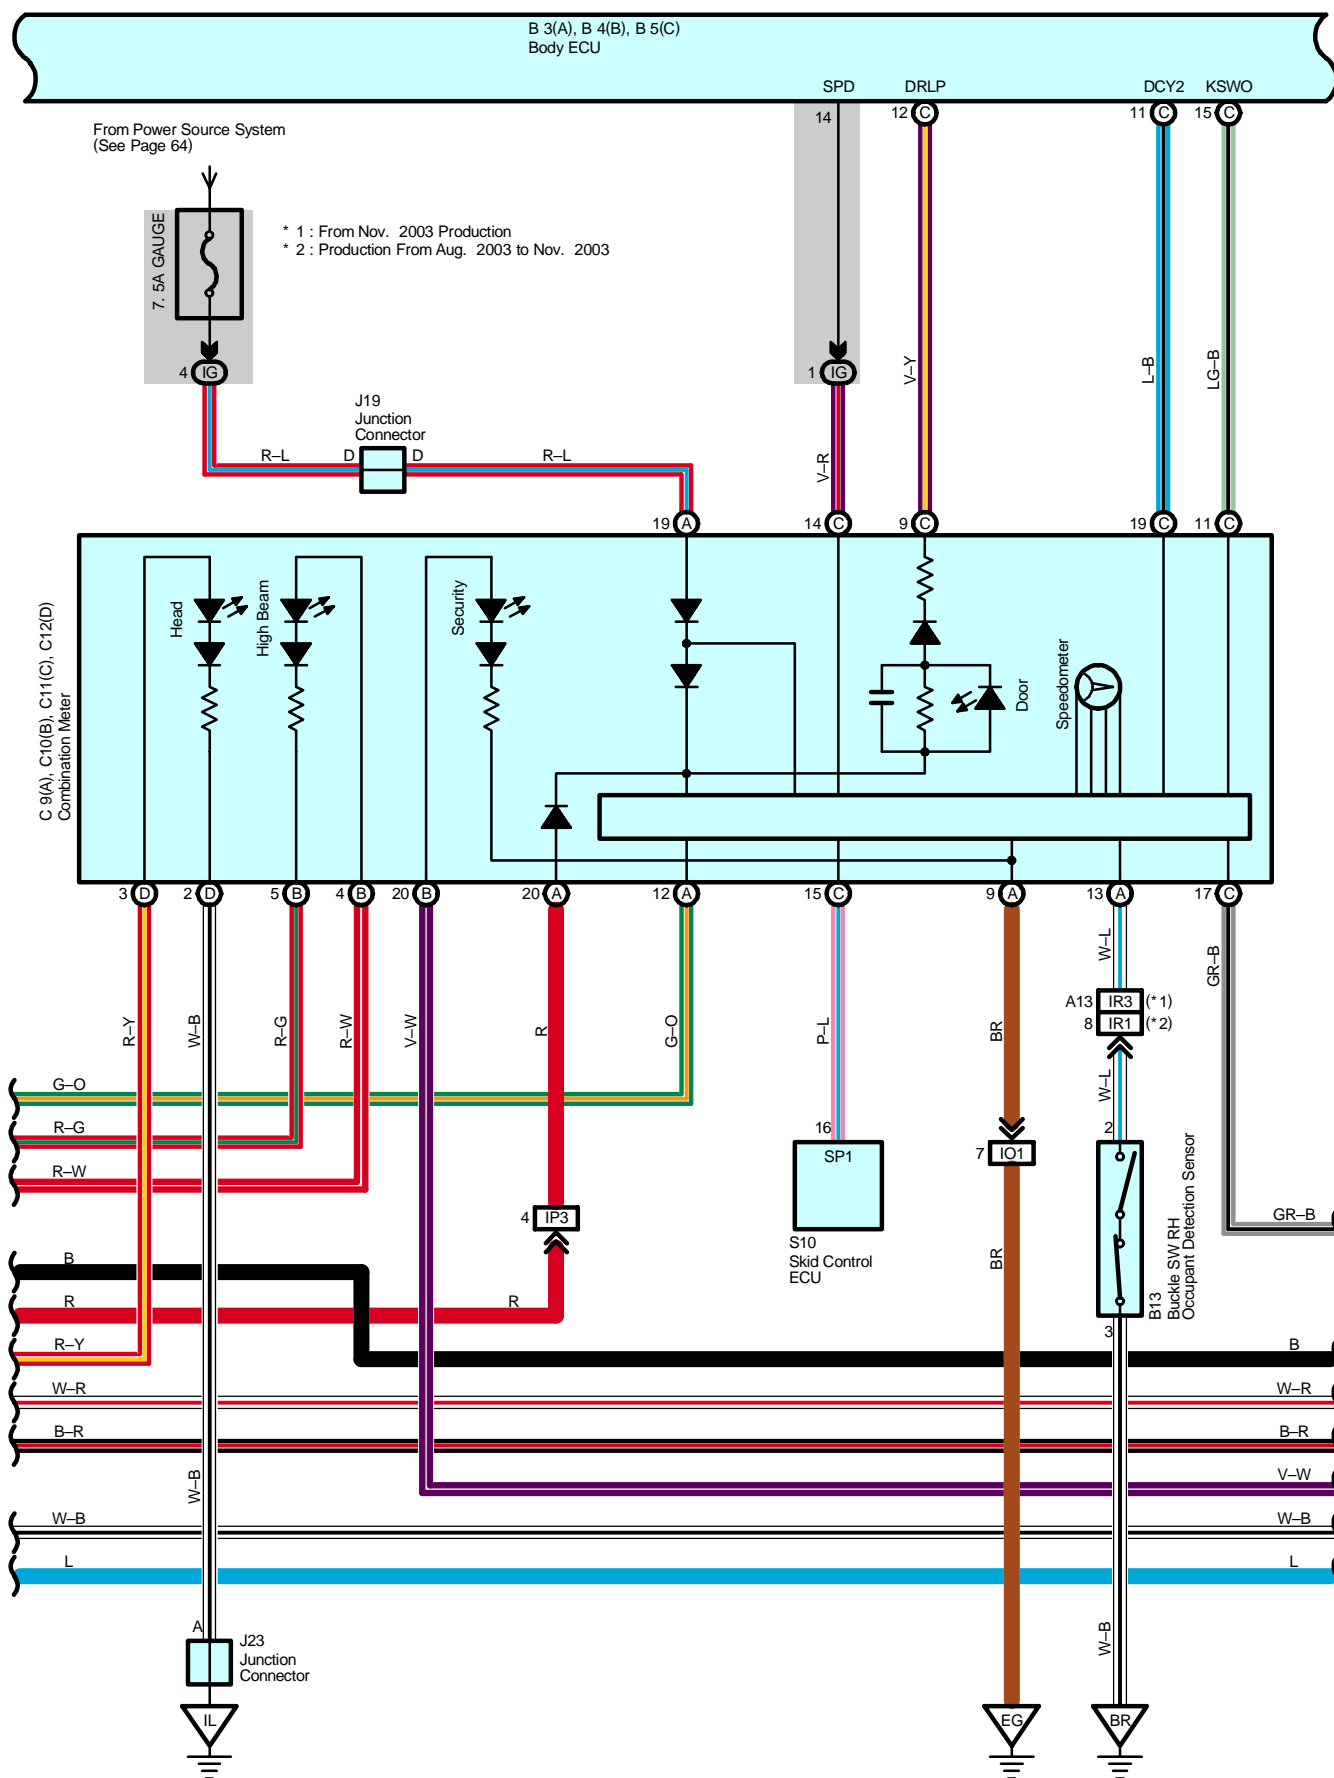 B 3(A), B 4(B), B 5(C)
Body ECU
SPD
DRLP
DCY2
KSWO
14
12 C
11 C
15 C
From Power Source System
(See Page 64)
7. 5A GAUGE
* 1 : From Nov. 2003 Production
* 2 : Production From Aug. 2003 to Nov. 2003
4 IG
1 IG
V–Y
L–B
LG–B
J19
Junction
Connector
R–L
D
D
R–L
V–R
19 A
14 C
9 C
19 C
11 C
C 9(A), C10(B), C11(C), C12(D)
Combination Meter
Head
High Beam
Security
Door
Speedometer
3 D
2 D
5 B
4 B
20 B
20 A
12 A
15 C
9 A
13 A
17 C
R–Y
W–B
R–G
R–W
V–W
R
G–O
P–L
BR
W–L
GR–B
A13 IR3 (* 1)
8 IR1 (* 2)
W–L
G–O
R–G
R–W
16
SP1
S10
Skid Control
ECU
7 IO1
2
B13
Buckle SW RH
Occupant Detection Sensor
3
4 IP3
GR–B
BR
B
R
R
R–Y
B
W–R
W–R
B–R
B–R
V–W
W–B
W–B
W–B
L
L
A
J23
Junction
Connector
W–B
IL
EG
BR